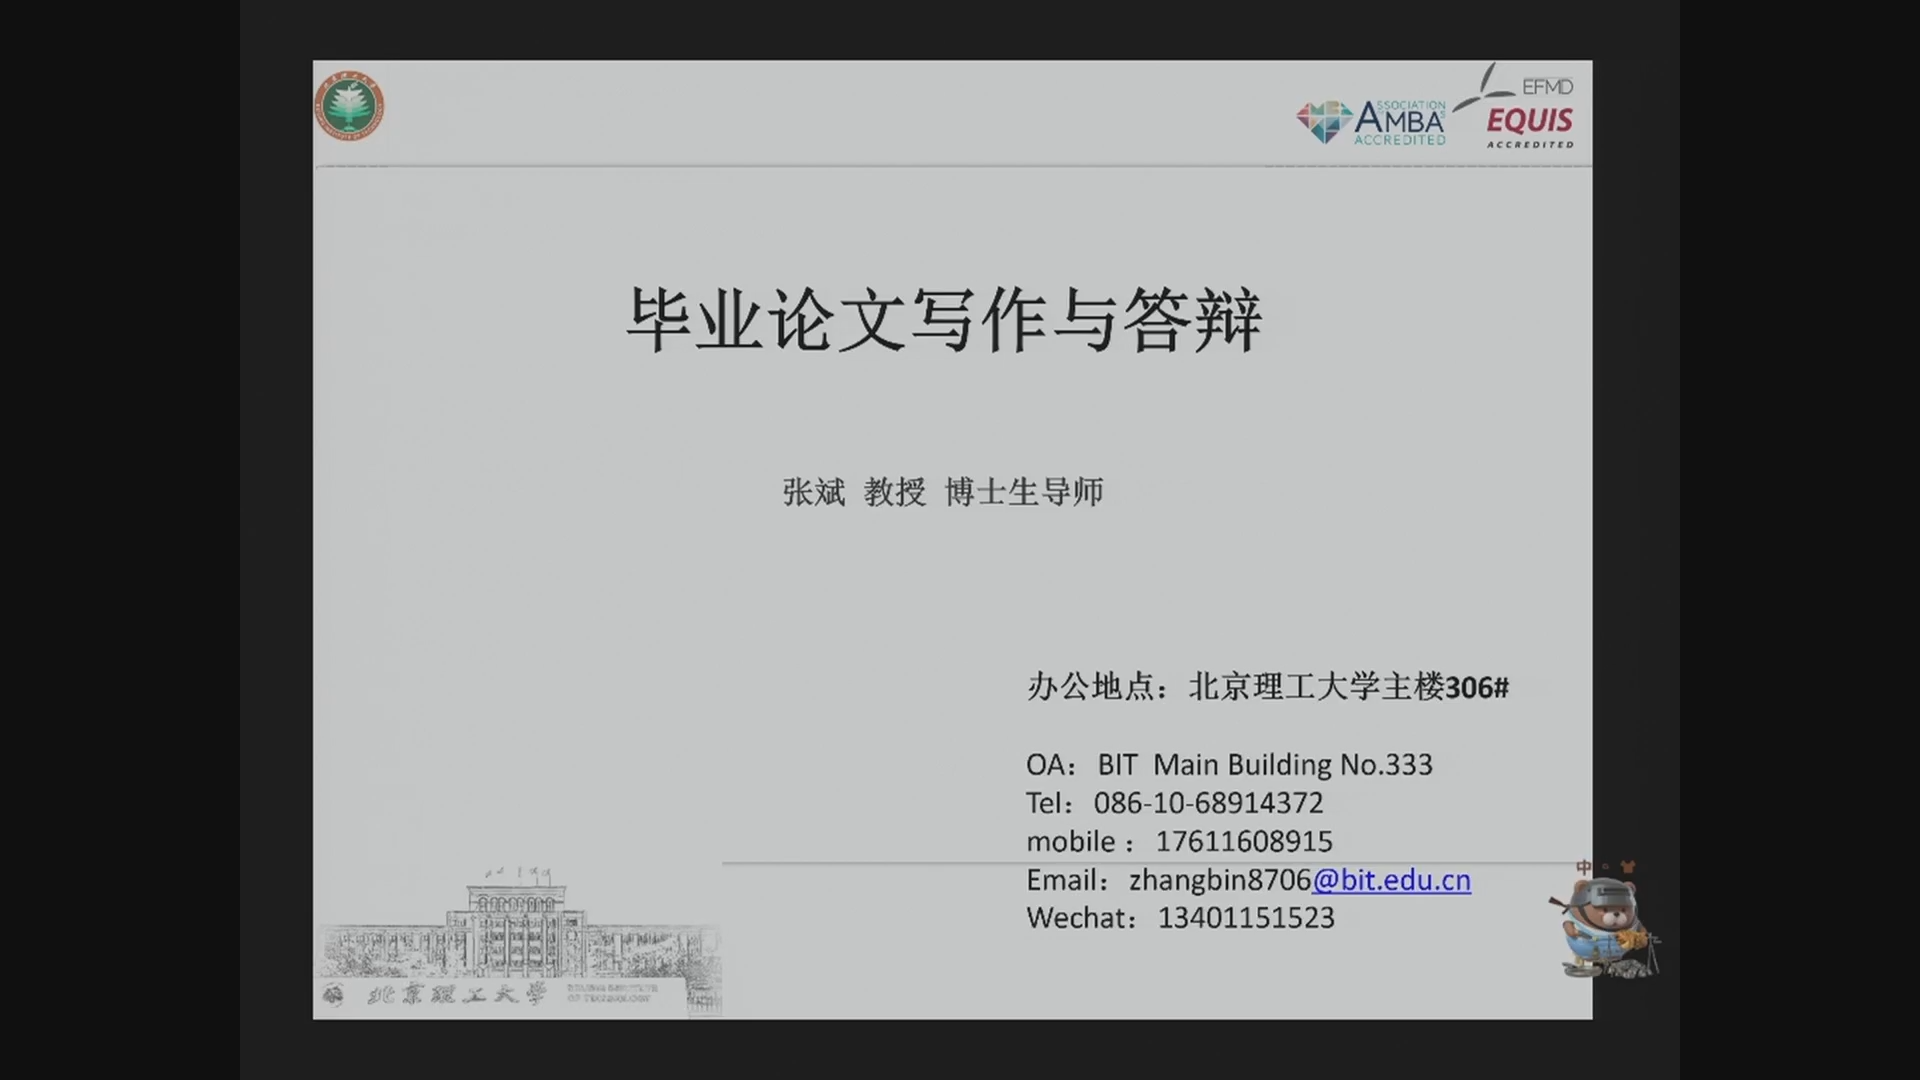 ASSOCIATION
AMBA
ACCREDITED
EFMD
EQUIS
ACCREDITED
毕业论文写作与答辩
张斌 教授 博士生导师
办公地点：北京理工大学主楼306#
OA： BIT Main Building No.333
Tel： 086-10-68914372
mobile： 17611608915
Email： zhangbin8706@bit.edu.cn
Wechat： 13401151523
中
北京理工大学
BEIJING INSTITUTE
OF TECHNOLOGY